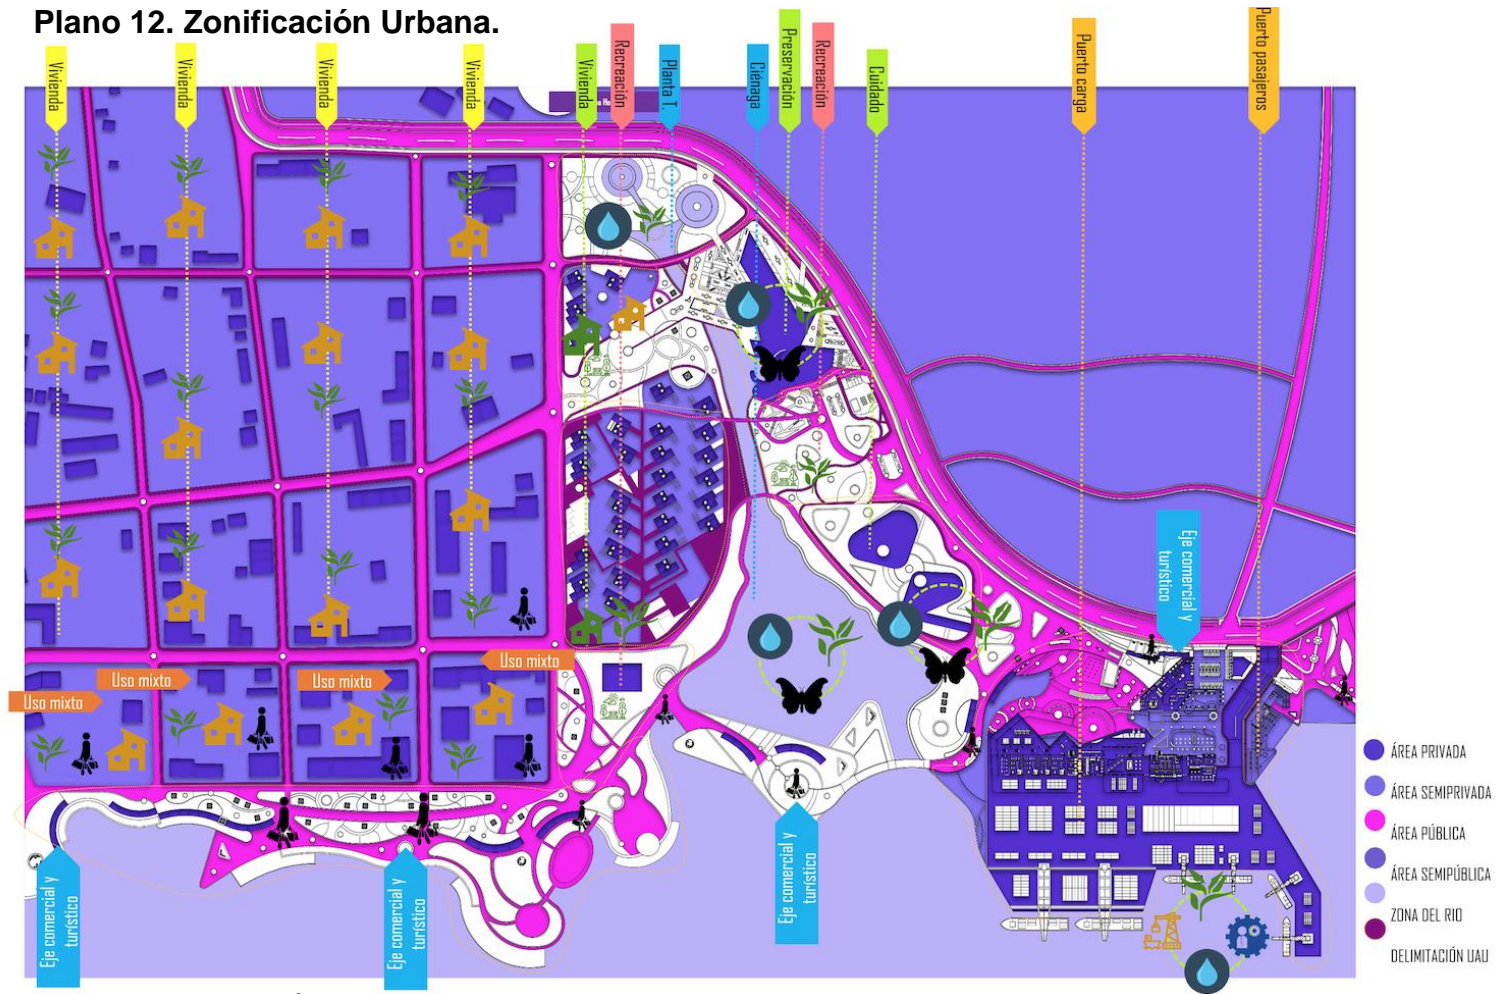 Plano 12. Zonificación Urbana.
Vivienda
Vivienda
Vivienda
Vivienda
Vivienda
Recreación
Planta T.
Ciénaga
Preservación
Recreación
Cuidado
Puerto carga
Puerto pasajeros
Eje comercial y
turístico
Uso mixto
Uso mixto
Uso mixto
Uso mixto
Eje comercial y
turístico
Eje comercial y
turístico
Eje comercial y
turístico
ÁREA PRIVADA
ÁREA SEMIPRIVADA
ÁREA PÚBLICA
ÁREA SEMIPÚBLICA
ZONA DEL RIO
DELIMITACIÓN UAU